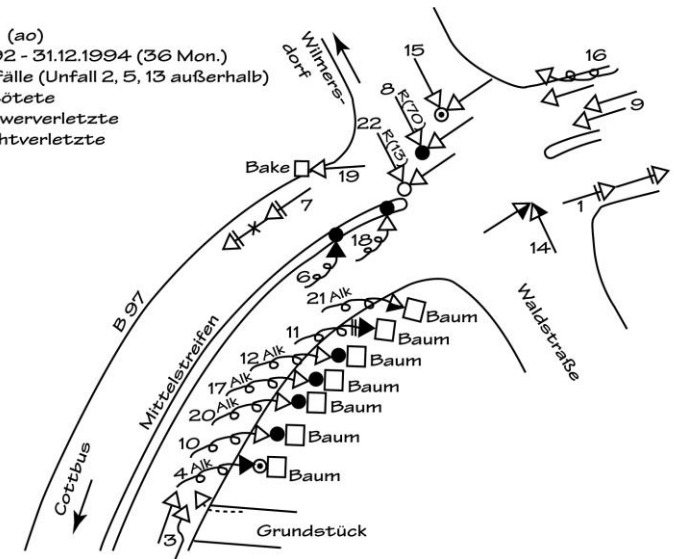 (ao)
92 - 31.12.1994 (36 Mon.)
fälle (Unfall 2, 5, 13 außerhalb)
ötete
werverletzte
htverletzte
Wilmers-
dorf
15
16
8 R(70)
9
22 R(13)
Bake
19
7
1
14
18
6
B 97
Mittelstreifen
Waldstraße
21 Alk
Baum
11
Baum
12 Alk
Baum
17 Alk
Baum
20 Alk
Baum
10
Baum
4 Alk
Baum
Cottbus
3
Grundstück